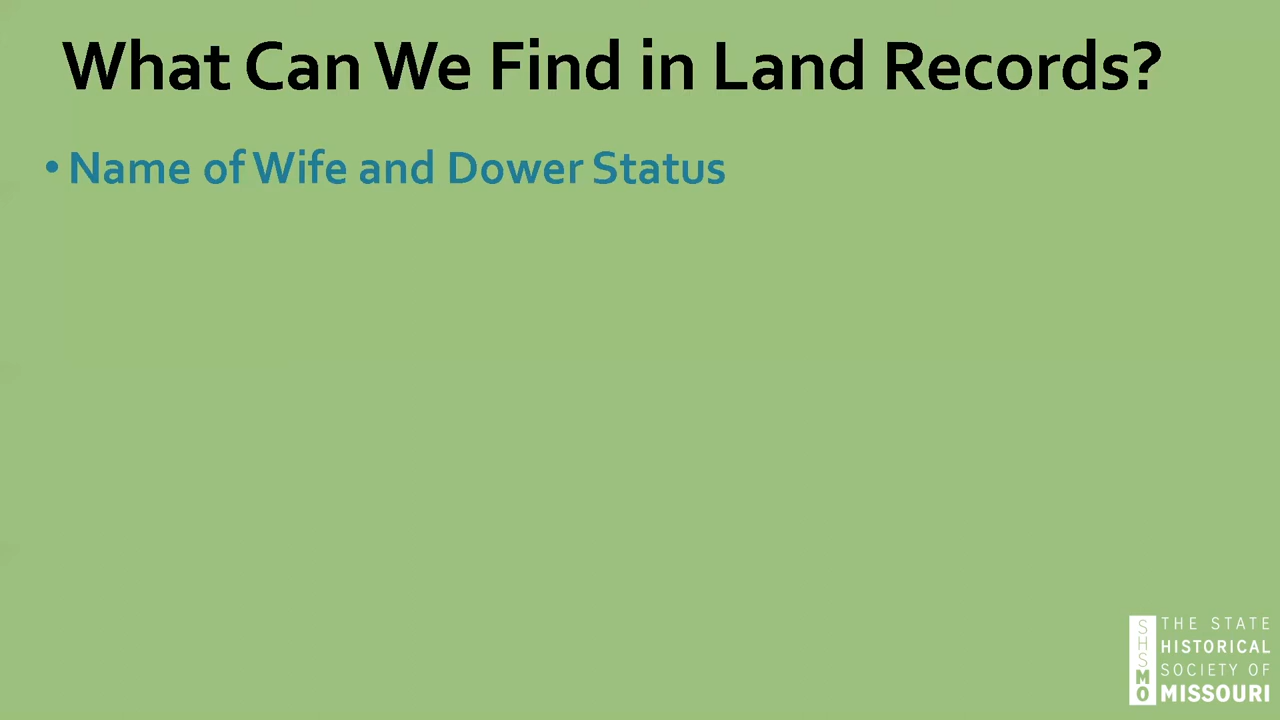 What Can We Find in Land Records?
• Name of Wife and Dower Status
SHSMO
THE STATE
HISTORICAL
SOCIETY OF
MISSOURI